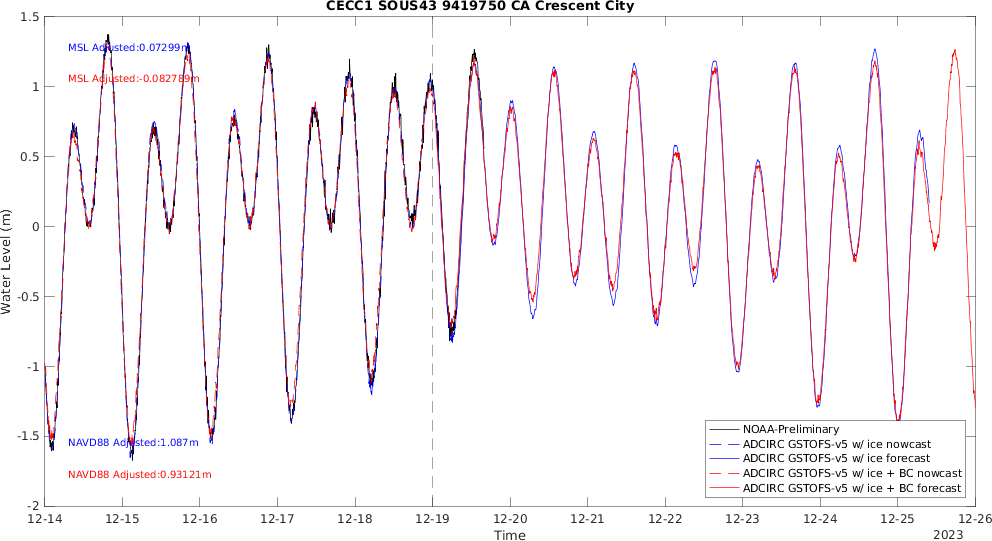 CECC1 SOUS43 9419750 CA Crescent City
MSL Adjusted:0.07299m
MSL Adjusted:-0.082789m
NAVD88 Adjusted:1.087m
NAVD88 Adjusted:0.93121m
Water Level (m)
1.5
1
0.5
0
-0.5
-1
-1.5
-2
NOAA-Preliminary
ADCIRC GSTOFS-v5 w/ ice nowcast
ADCIRC GSTOFS-v5 w/ ice forecast
ADCIRC GSTOFS-v5 w/ ice + BC nowcast
ADCIRC GSTOFS-v5 w/ ice + BC forecast
12-14 12-15 12-16 12-17 12-18 12-19 12-20 12-21 12-22 12-23 12-24 12-25 12-26
Time
2023